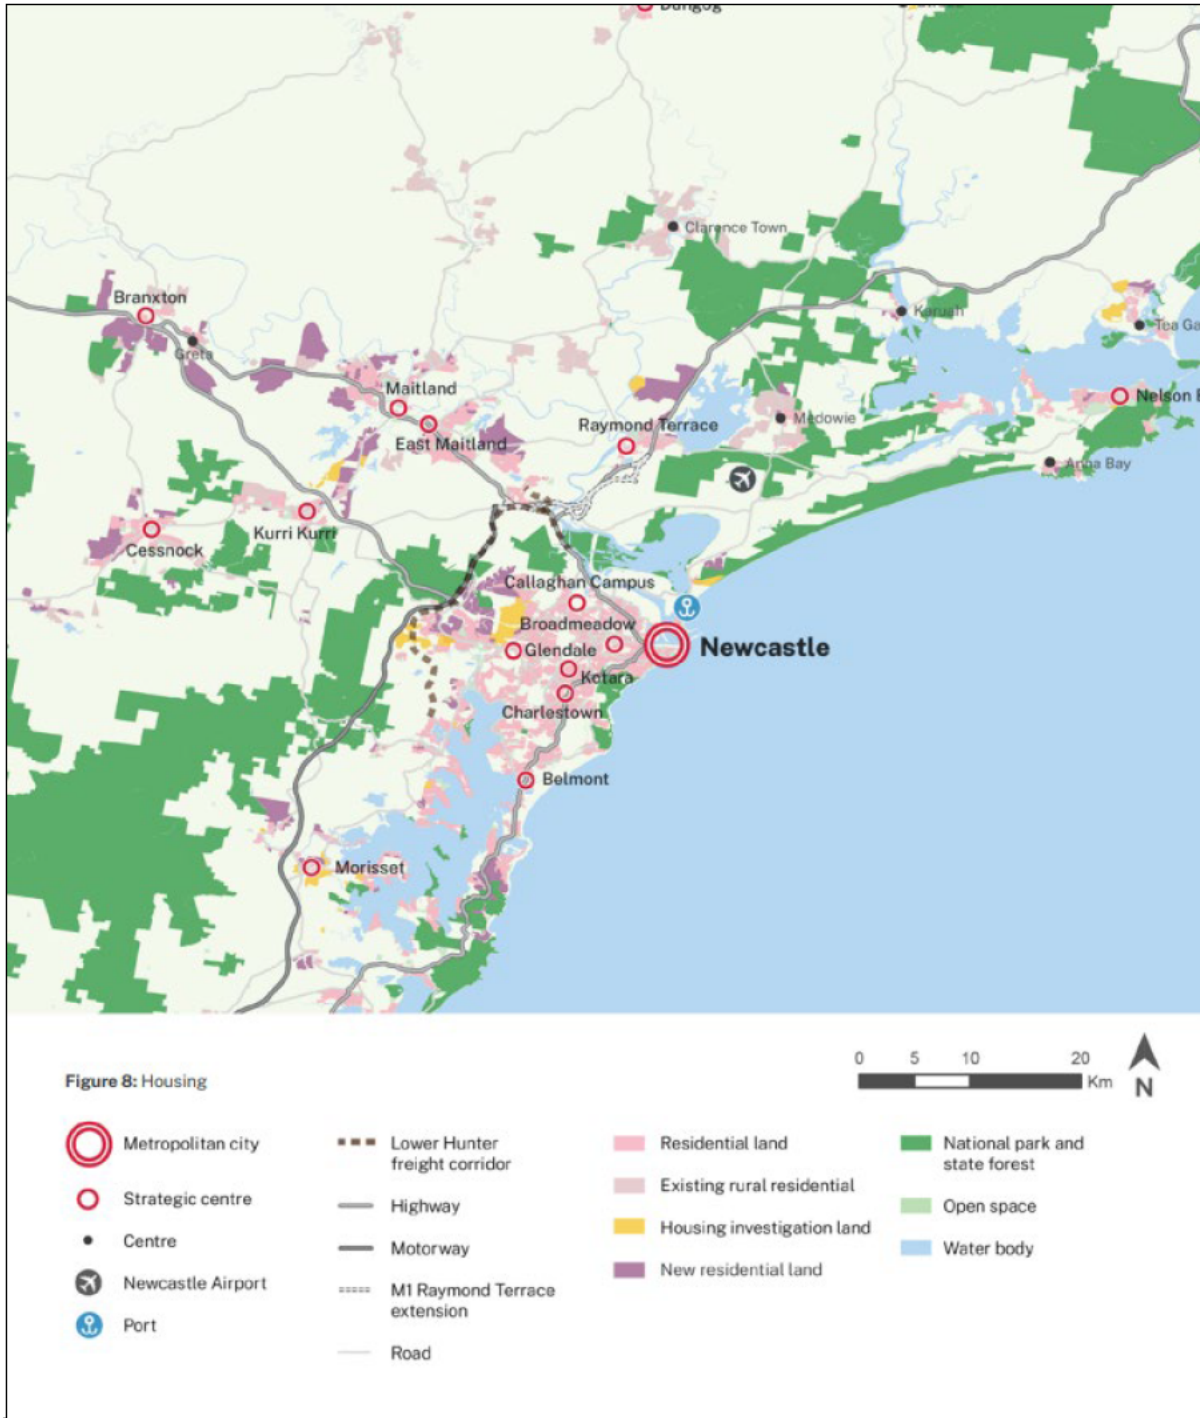 Clarence Town
Branxton
Karuah
Greta
Maitland
Nelson
East Maitland
Raymond Terrace
Medowie
Anna Bay
Kurri Kurri
Cessnock
Callaghan Campus
Broadmeadow
Glendale
Newcastle
Kotara
Charlestown
Belmont
Morisset
Figure 8: Housing
0 5 10 20
Km
N
Metropolitan city
Strategic centre
Centre
Newcastle Airport
Port
Lower Hunter
freight corridor
Highway
Motorway
M1 Raymond Terrace
extension
Road
Residential land
Existing rural residential
Housing investigation land
New residential land
National park and
state forest
Open space
Water body